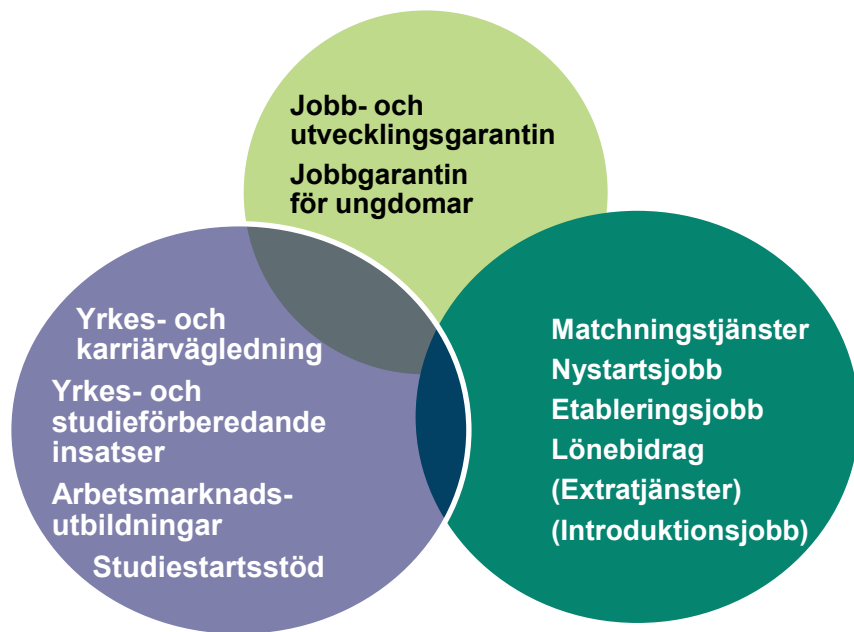 Jobb- och
utvecklingsgarantin
Jobbgarantin
för ungdomar
Yrkes- och
karriärvägledning
Yrkes- och
studieförberedande
insatser
Arbetsmarknads-
utbildningar
Studiestartsstöd
Matchningstjänster
Nystartsjobb
Etableringsjobb
Lönebidrag
(Extratjänster)
(Introduktionsjobb)